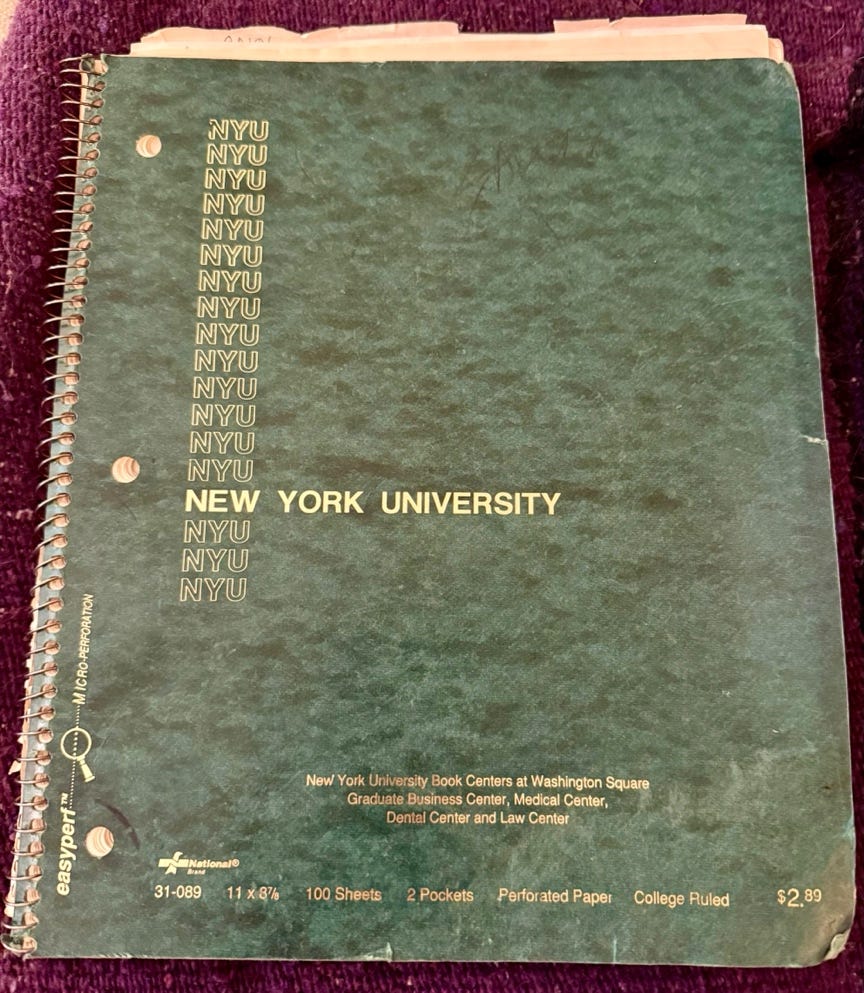 NYU
NYU
NYU
NYU
NYU
NYU
NYU
NYU
NYU
NYU
NYU
NYU
NYU
NYU
NEW YORK UNIVERSITY
NYU
NYU
NYU
easyperf™ MICRO-PERFORATION
New York University Book Centers at Washington Square
Graduate Business Center, Medical Center,
Dental Center and Law Center
National®
Brand
31-089 11 x 8⅞ 100 Sheets 2 Pockets Perforated Paper College Ruled $2.89